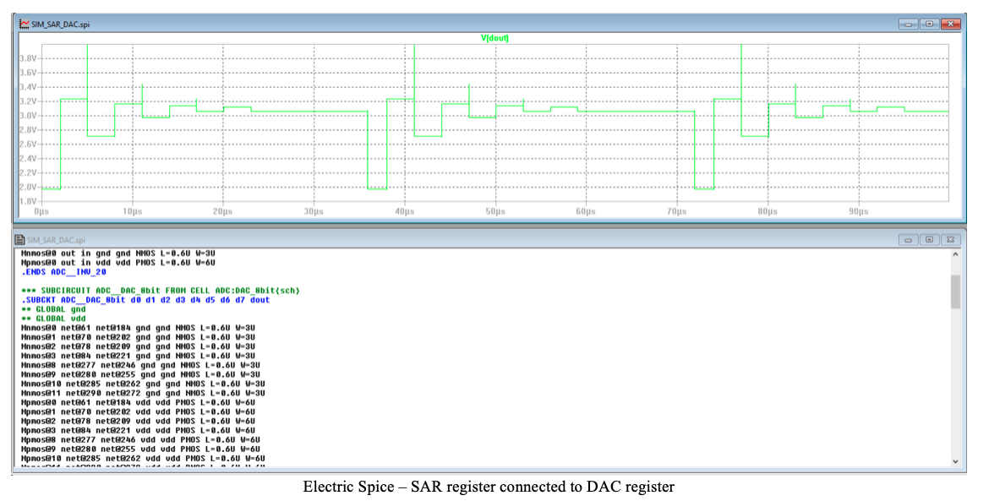 SIM_SAR_DAC.spi
V(dout)
3.8V
3.6V
3.4V
3.2V
3.0V
2.8V
2.6V
2.4V
2.2V
2.0V
1.8V
0µs 10µs 20µs 30µs 40µs 50µs 60µs 70µs 80µs 90µs
SIM_SAR_DAC.spi
Mnmos@0 out in gnd gnd NMOS L=0.6U W=3U
Mpmos@0 out in vdd vdd PMOS L=0.6U W=6U
.ENDS ADC__INV_20
*** SUBCIRCUIT ADC__DAC_8bit FROM CELL ADC:DAC_8bit{sch}
.SUBCKT ADC__DAC_8bit d0 d1 d2 d3 d4 d5 d6 d7 dout
** GLOBAL gnd
** GLOBAL vdd
Mnmos@0 net@61 net@184 gnd gnd NMOS L=0.6U W=3U
Mnmos@1 net@70 net@202 gnd gnd NMOS L=0.6U W=3U
Mnmos@2 net@78 net@209 gnd gnd NMOS L=0.6U W=3U
Mnmos@3 net@84 net@221 gnd gnd NMOS L=0.6U W=3U
Mnmos@8 net@277 net@246 gnd gnd NMOS L=0.6U W=3U
Mnmos@9 net@280 net@255 gnd gnd NMOS L=0.6U W=3U
Mnmos@10 net@285 net@262 gnd gnd NMOS L=0.6U W=3U
Mnmos@11 net@290 net@272 gnd gnd NMOS L=0.6U W=3U
Mpmos@0 net@61 net@184 vdd vdd PMOS L=0.6U W=6U
Mpmos@1 net@70 net@202 vdd vdd PMOS L=0.6U W=6U
Mpmos@2 net@78 net@209 vdd vdd PMOS L=0.6U W=6U
Mpmos@3 net@84 net@221 vdd vdd PMOS L=0.6U W=6U
Mpmos@8 net@277 net@246 vdd vdd PMOS L=0.6U W=6U
Mpmos@9 net@280 net@255 vdd vdd PMOS L=0.6U W=6U
Mpmos@10 net@285 net@262 vdd vdd PMOS L=0.6U W=6U
Electric Spice – SAR register connected to DAC register